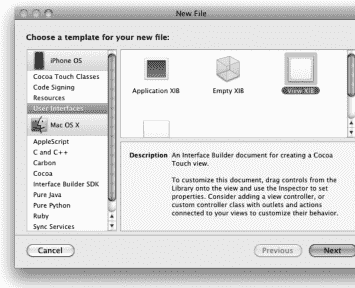 New File
Choose a template for your new file:
iPhone OS
Cocoa Touch Classes
Code Signing
Resources
User Interfaces
Mac OS X
AppleScript
C and C++
Carbon
Cocoa
Interface Builder SDK
Pure Java
Pure Python
Ruby
Sync Services
Application XIB
Empty XIB
View XIB
Description An Interface Builder document for creating a Cocoa
Touch view.
To customize this document, drag controls from the
Library onto the view and use the Inspector to set
properties. Consider adding a view controller, or
custom controller class with outlets and actions
connected to your views to customize their behavior.
Cancel
Previous
Next